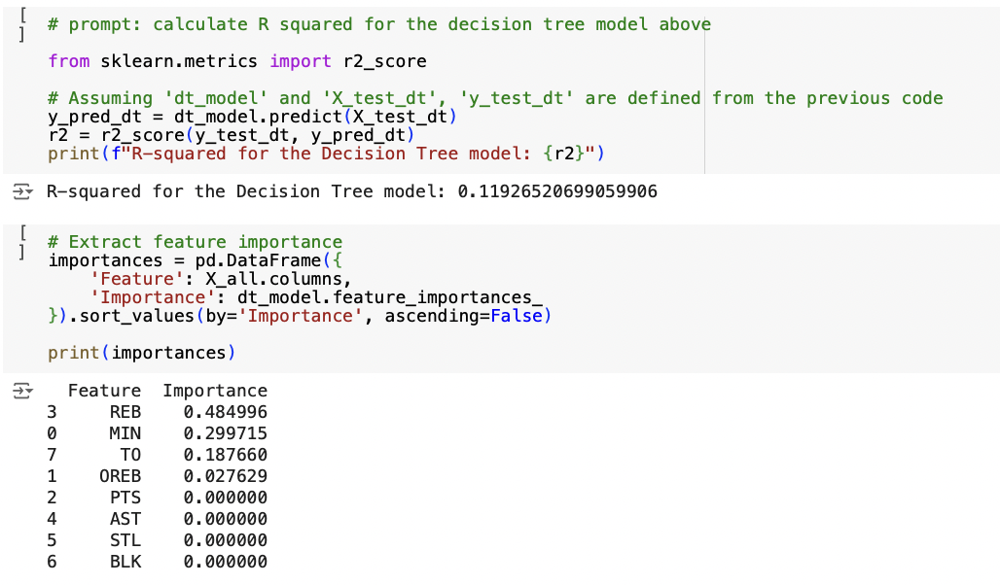 [ ]
# prompt: calculate R squared for the decision tree model above
from sklearn.metrics import r2_score
# Assuming 'dt_model' and 'X_test_dt', 'y_test_dt' are defined from the previous code
y_pred_dt = dt_model.predict(X_test_dt)
r2 = r2_score(y_test_dt, y_pred_dt)
print(f"R-squared for the Decision Tree model: {r2}")
R-squared for the Decision Tree model: 0.11926520699059906
[ ]
# Extract feature importance
importances = pd.DataFrame({
    'Feature': X_all.columns,
    'Importance': dt_model.feature_importances_
}).sort_values(by='Importance', ascending=False)
print(importances)
  Feature  Importance
3     REB    0.484996
0     MIN    0.299715
7      TO    0.187660
1    OREB    0.027629
2     PTS    0.000000
4     AST    0.000000
5     STL    0.000000
6     BLK    0.000000